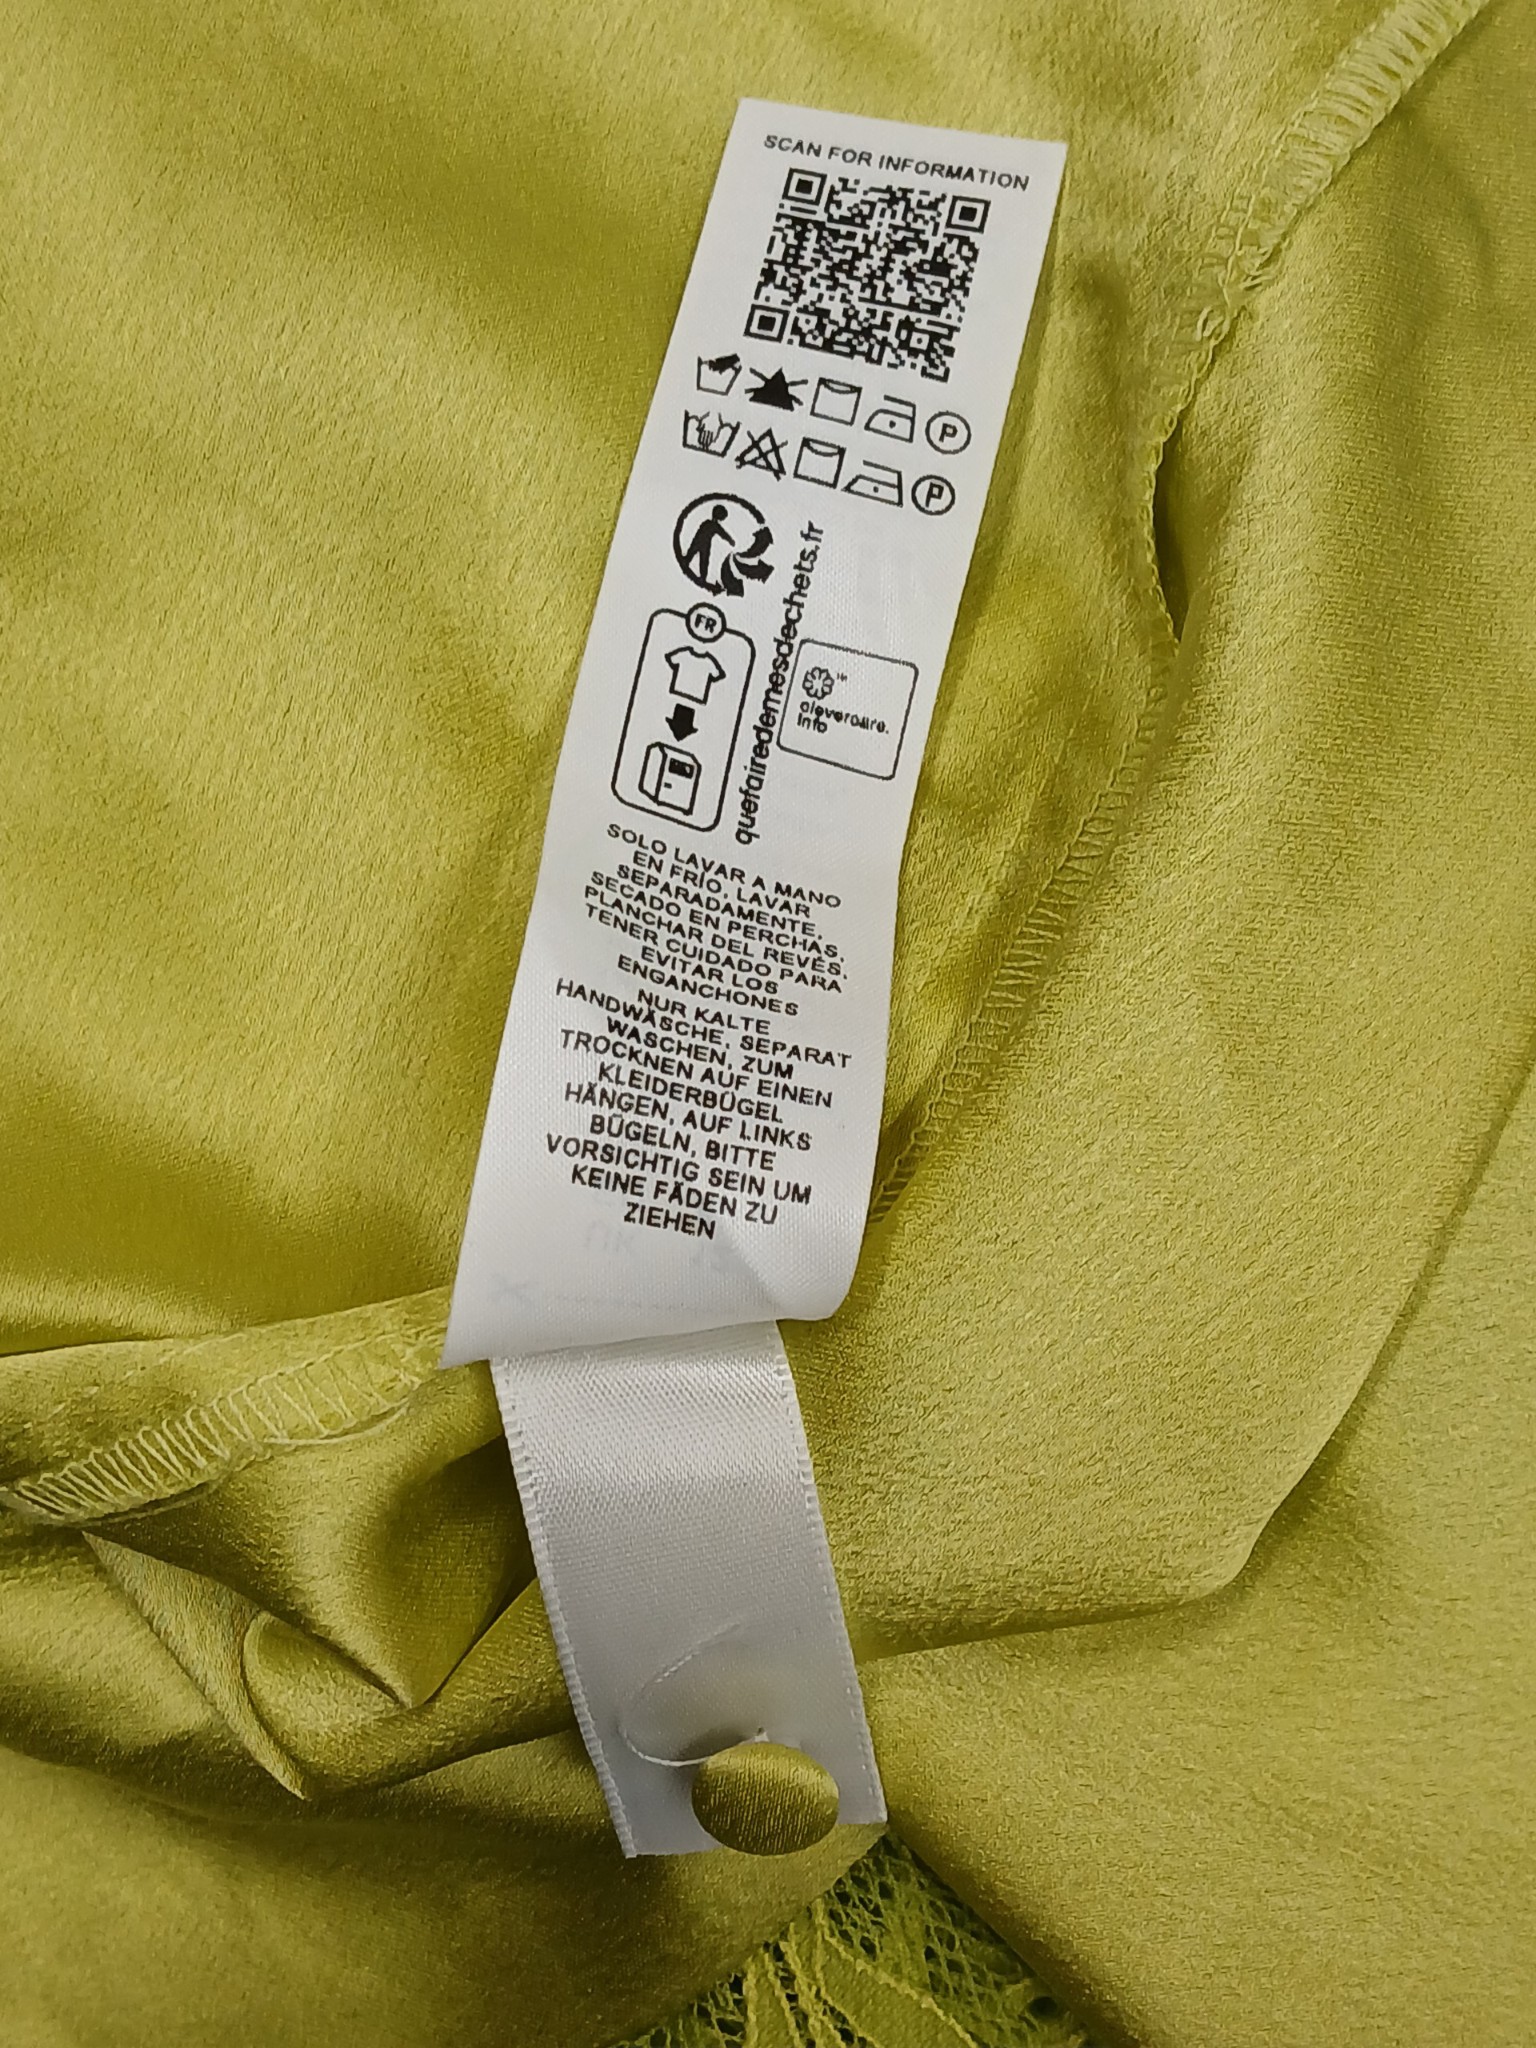 SCAN FOR INFORMATION
P
P
FR
quefairedemesdechets.fr
clevercare.
info
SOLO LAVAR A MANO
EN FRÍO, LAVAR
SEPARADAMENTE,
SECADO EN PERCHAS,
PLANCHAR DEL REVÉS.
TENER CUIDADO PARA
EVITAR LOS
ENGANCHONES
NUR KALTE
HANDWÄSCHE, SEPARAT
WASCHEN, ZUM
TROCKNEN AUF EINEN
KLEIDERBÜGEL
HÄNGEN, AUF LINKS
BÜGELN, BITTE
VORSICHTIG SEIN UM
KEINE FÄDEN ZU
ZIEHEN